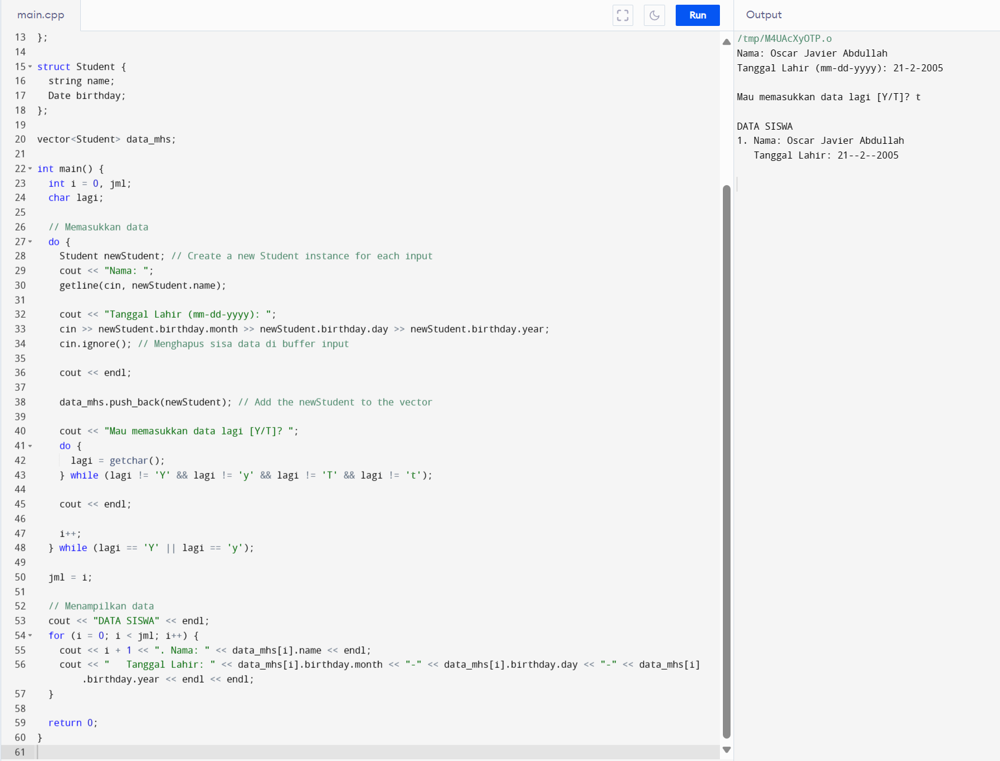 main.cpp
Run
Output
13 };
14
15 struct Student {
16   string name;
17   Date birthday;
18 };
19
20 vector<Student> data_mhs;
21
22 int main() {
23   int i = 0, jml;
24   char lagi;
25
26   // Memasukkan data
27   do {
28     Student newStudent; // Create a new Student instance for each input
29     cout << "Nama: ";
30     getline(cin, newStudent.name);
31
32     cout << "Tanggal Lahir (mm-dd-yyyy): ";
33     cin >> newStudent.birthday.month >> newStudent.birthday.day >> newStudent.birthday.year;
34     cin.ignore(); // Menghapus sisa data di buffer input
35
36     cout << endl;
37
38     data_mhs.push_back(newStudent); // Add the newStudent to the vector
39
40     cout << "Mau memasukkan data lagi [Y/T]? ";
41     do {
42       lagi = getchar();
43     } while (lagi != 'Y' && lagi != 'y' && lagi != 'T' && lagi != 't');
44
45     cout << endl;
46
47     i++;
48   } while (lagi == 'Y' || lagi == 'y');
49
50   jml = i;
51
52   // Menampilkan data
53   cout << "DATA SISWA" << endl;
54   for (i = 0; i < jml; i++) {
55     cout << i + 1 << ". Nama: " << data_mhs[i].name << endl;
56     cout << "   Tanggal Lahir: " << data_mhs[i].birthday.month << "-" << data_mhs[i].birthday.day << "-" << data_mhs[i]
        .birthday.year << endl << endl;
57   }
58
59   return 0;
60 }
61
/tmp/M4UAcXyOTP.o
Nama: Oscar Javier Abdullah
Tanggal Lahir (mm-dd-yyyy): 21-2-2005

Mau memasukkan data lagi [Y/T]? t

DATA SISWA
1. Nama: Oscar Javier Abdullah
   Tanggal Lahir: 21--2--2005